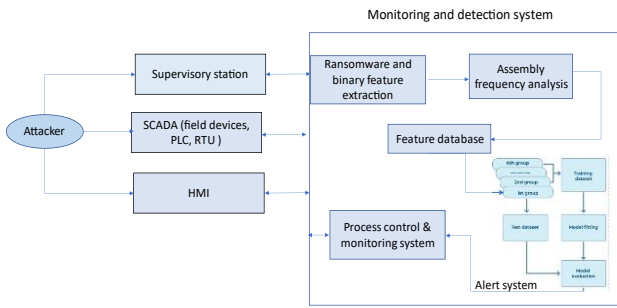 Monitoring and detection system
Supervisory station
Ransomware and
binary feature
extraction
Assembly
frequency analysis
Attacker
SCADA (field devices,
PLC, RTU )
Feature database
HMI
Process control &
monitoring system
2nd group
1st group
Training
dataset
Test dataset
Model fitting
Model
evaluation
Alert system